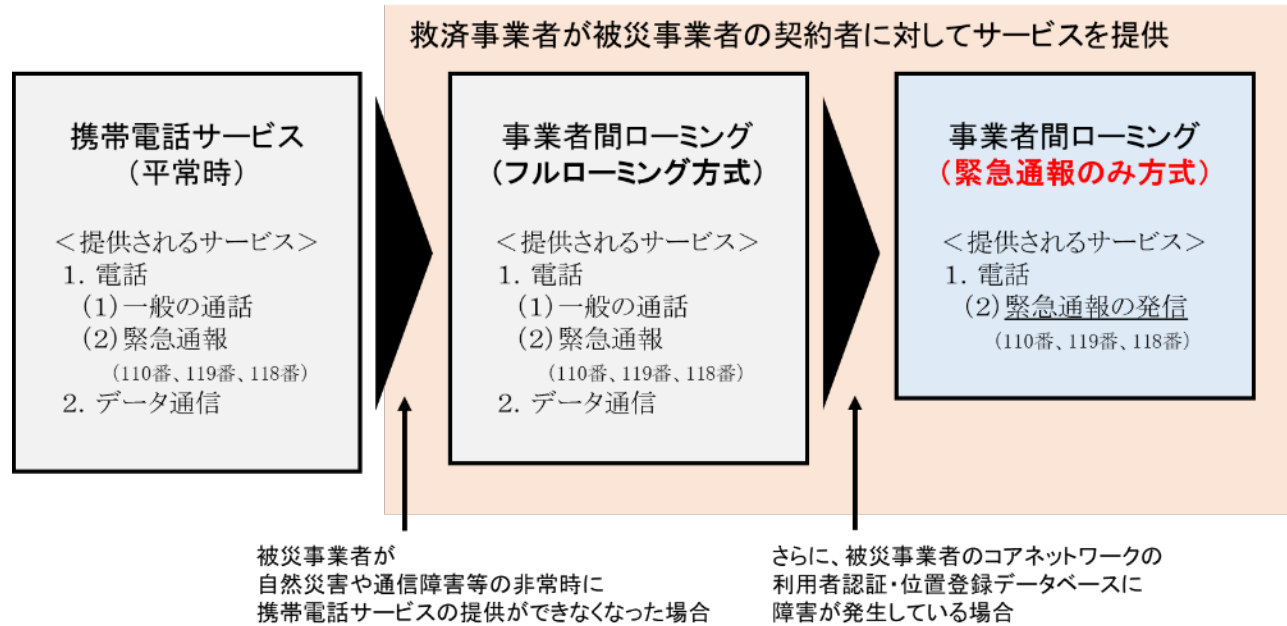 救済事業者が被災事業者の契約者に対してサービスを提供
携帯電話サービス
（平常時）
＜提供されるサービス＞
1. 電話
(1)一般の通話
(2)緊急通報
(110番、119番、118番)
2. データ通信
事業者間ローミング
（フルローミング方式）
＜提供されるサービス＞
1. 電話
(1)一般の通話
(2)緊急通報
(110番、119番、118番)
2. データ通信
事業者間ローミング
（緊急通報のみ方式）
＜提供されるサービス＞
1. 電話
(2)緊急通報の発信
(110番、119番、118番)
被災事業者が
自然災害や通信障害等の非常時に
携帯電話サービスの提供ができなくなった場合
さらに、被災事業者のコアネットワークの
利用者認証・位置登録データベースに
障害が発生している場合